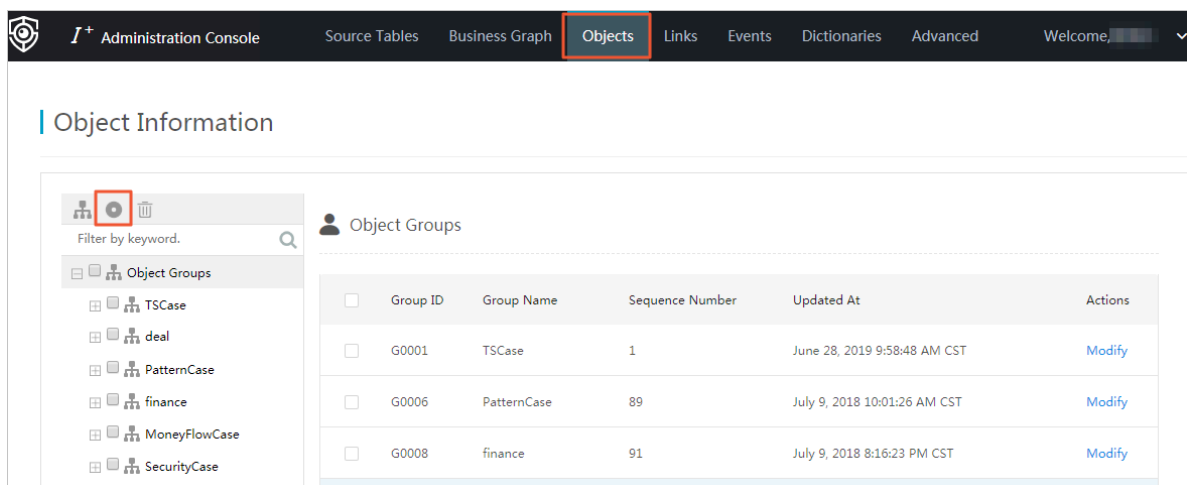 I+ Administration Console Source Tables Business Graph Objects Links Events Dictionaries Advanced Welcome,
Object Information
Filter by keyword.
Object Groups
TSCase
deal
PatternCase
finance
MoneyFlowCase
SecurityCase
Object Groups
Group ID Group Name Sequence Number Updated At Actions
G0001 TSCase 1 June 28, 2019 9:58:48 AM CST Modify
G0006 PatternCase 89 July 9, 2018 10:01:26 AM CST Modify
G0008 finance 91 July 9, 2018 8:16:23 PM CST Modify